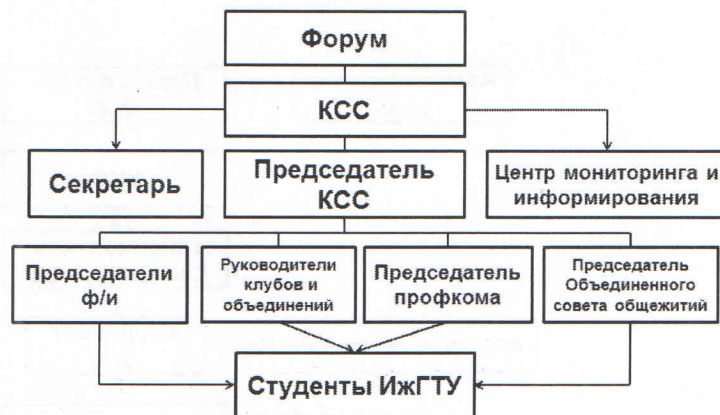 Форум
КСС
Секретарь
Председатель
КСС
Центр мониторинга и
информирования
Председатели
ф/и
Руководители
клубов и
объединений
Председатель
профкома
Председатель
Объединенного
совета общежитий
Студенты ИжГТУ